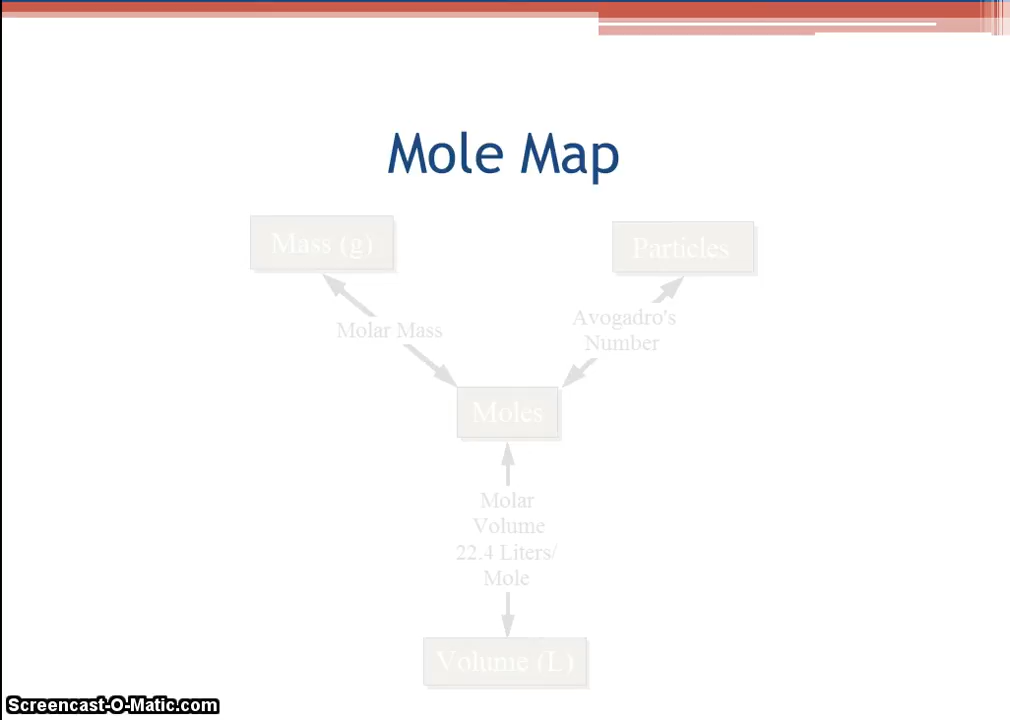 Mole Map
Mass (g)
Particles
Molar Mass
Avogadro's
Number
Moles
Molar
Volume
22.4 Liters/
Mole
Volume (L)
Screencast-O-Matic.com